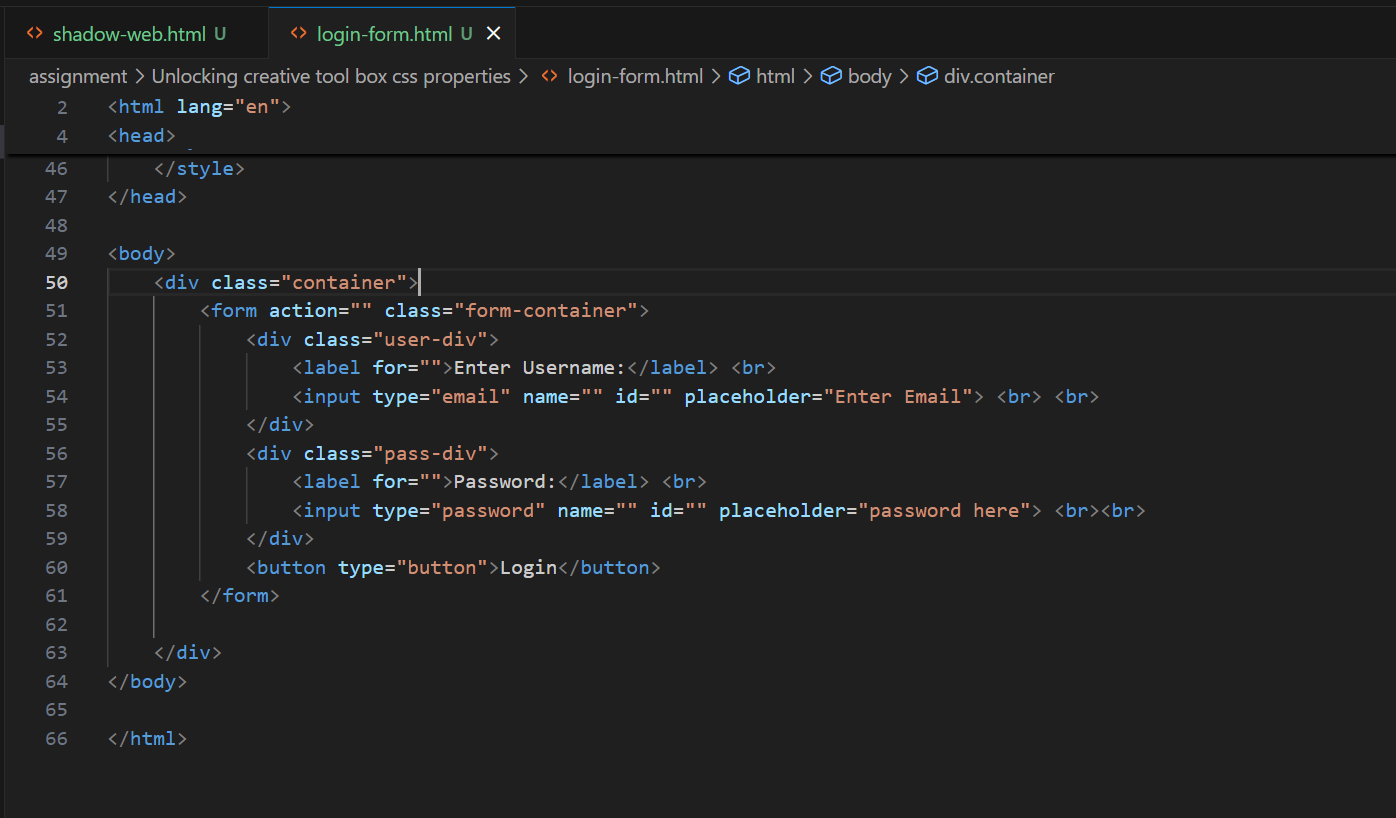 shadow-web.html U login-form.html U
assignment > Unlocking creative tool box css properties > login-form.html > html > body > div.container
2 <html lang="en">
4 <head>
46 </style>
47 </head>
48
49 <body>
50 <div class="container">
51 <form action="" class="form-container">
52 <div class="user-div">
53 <label for="">Enter Username:</label> <br>
54 <input type="email" name="" id="" placeholder="Enter Email"> <br> <br>
55 </div>
56 <div class="pass-div">
57 <label for="">Password:</label> <br>
58 <input type="password" name="" id="" placeholder="password here"> <br><br>
59 </div>
60 <button type="button">Login</button>
61 </form>
62
63 </div>
64 </body>
65
66 </html>